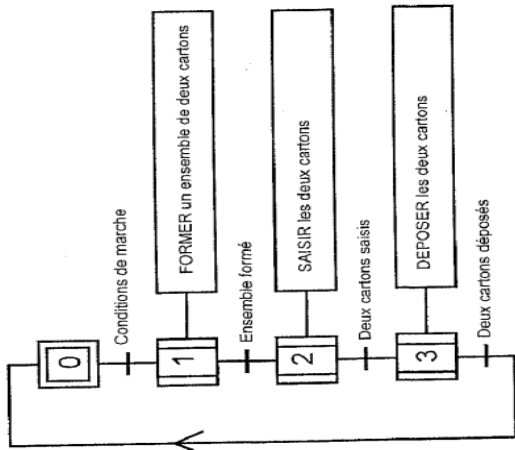 0
Conditions de marche
1
FORMER un ensemble de deux cartons
Ensemble formé
2
SAISIR les deux cartons
Deux cartons saisis
3
DEPOSER les deux cartons
Deux cartons déposés